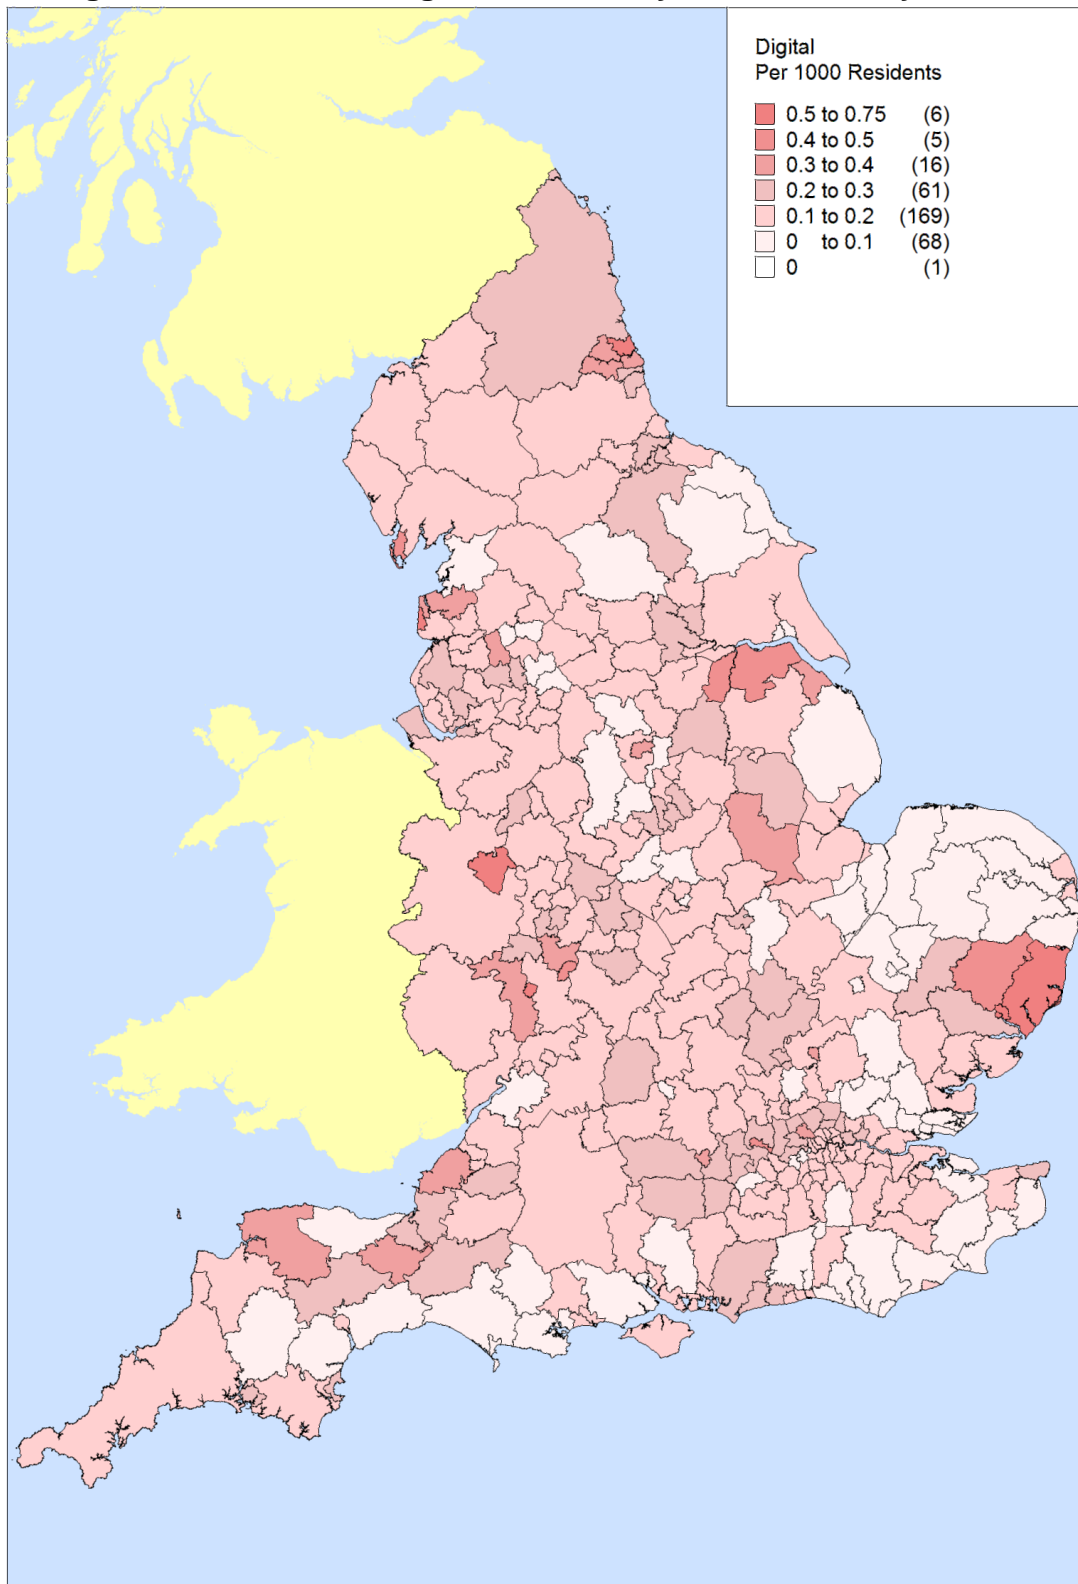 Digital
Per 1000 Residents
0.5 to 0.75 (6)
0.4 to 0.5 (5)
0.3 to 0.4 (16)
0.2 to 0.3 (61)
0.1 to 0.2 (169)
0 to 0.1 (68)
0 (1)